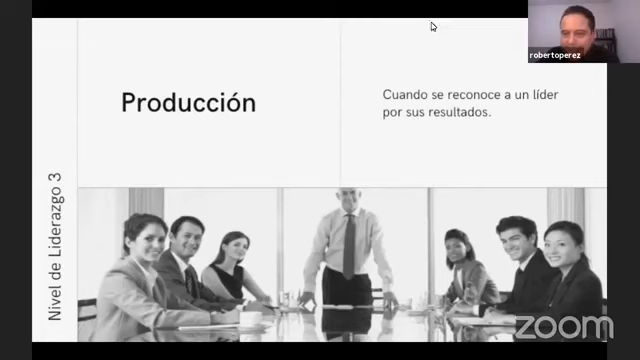 robertoperez
Producción
Cuando se reconoce a un líder
por sus resultados.
Nivel de Liderazgo 3
zoom